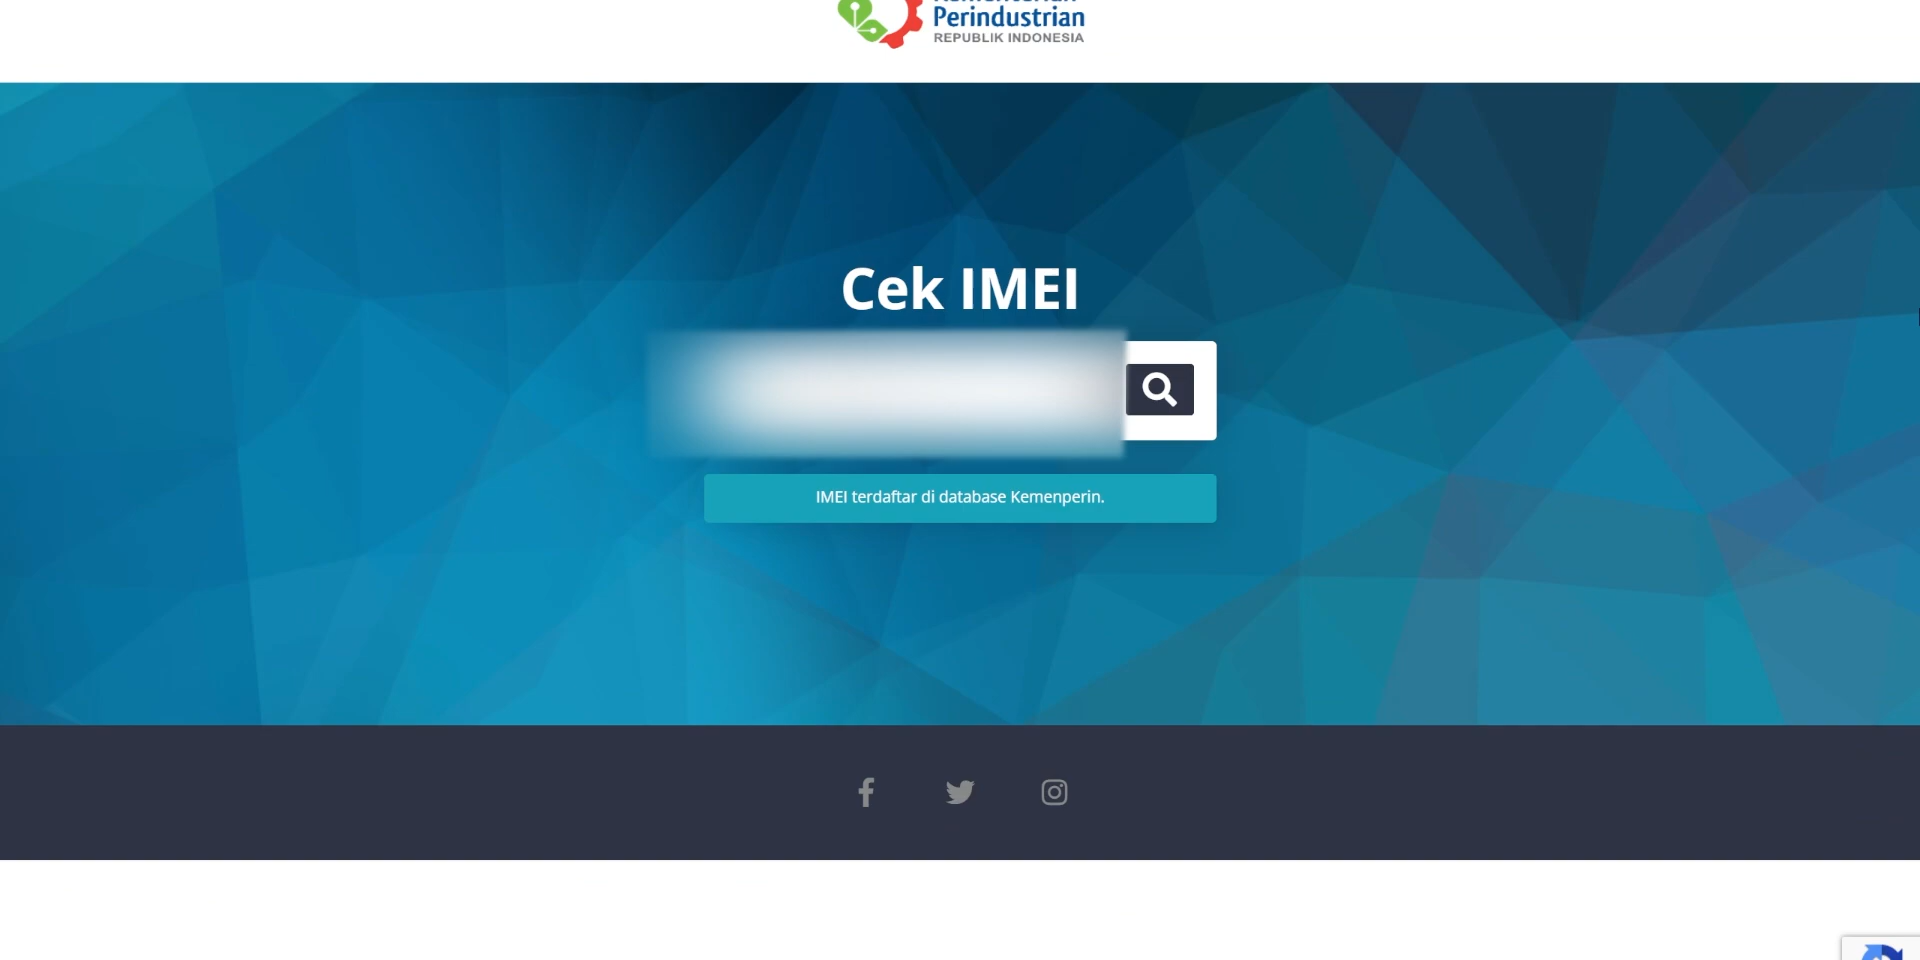 Perindustrian
REPUBLIK INDONESIA
Cek IMEI
IMEI terdaftar di database Kemenperin.